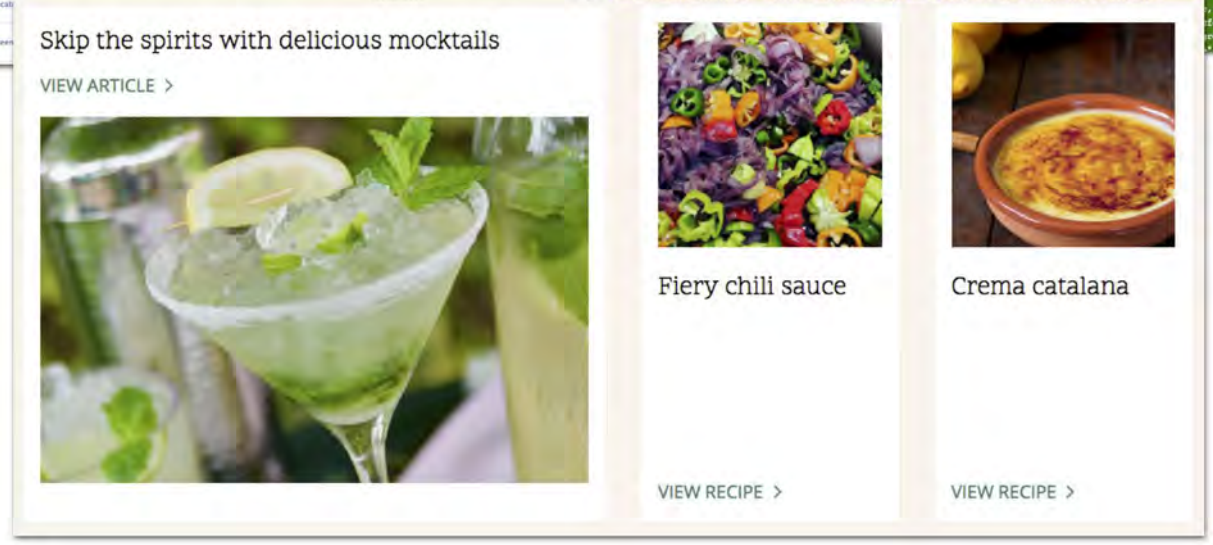 Skip the spirits with delicious mocktails
VIEW ARTICLE >
Fiery chili sauce
VIEW RECIPE >
Crema catalana
VIEW RECIPE >